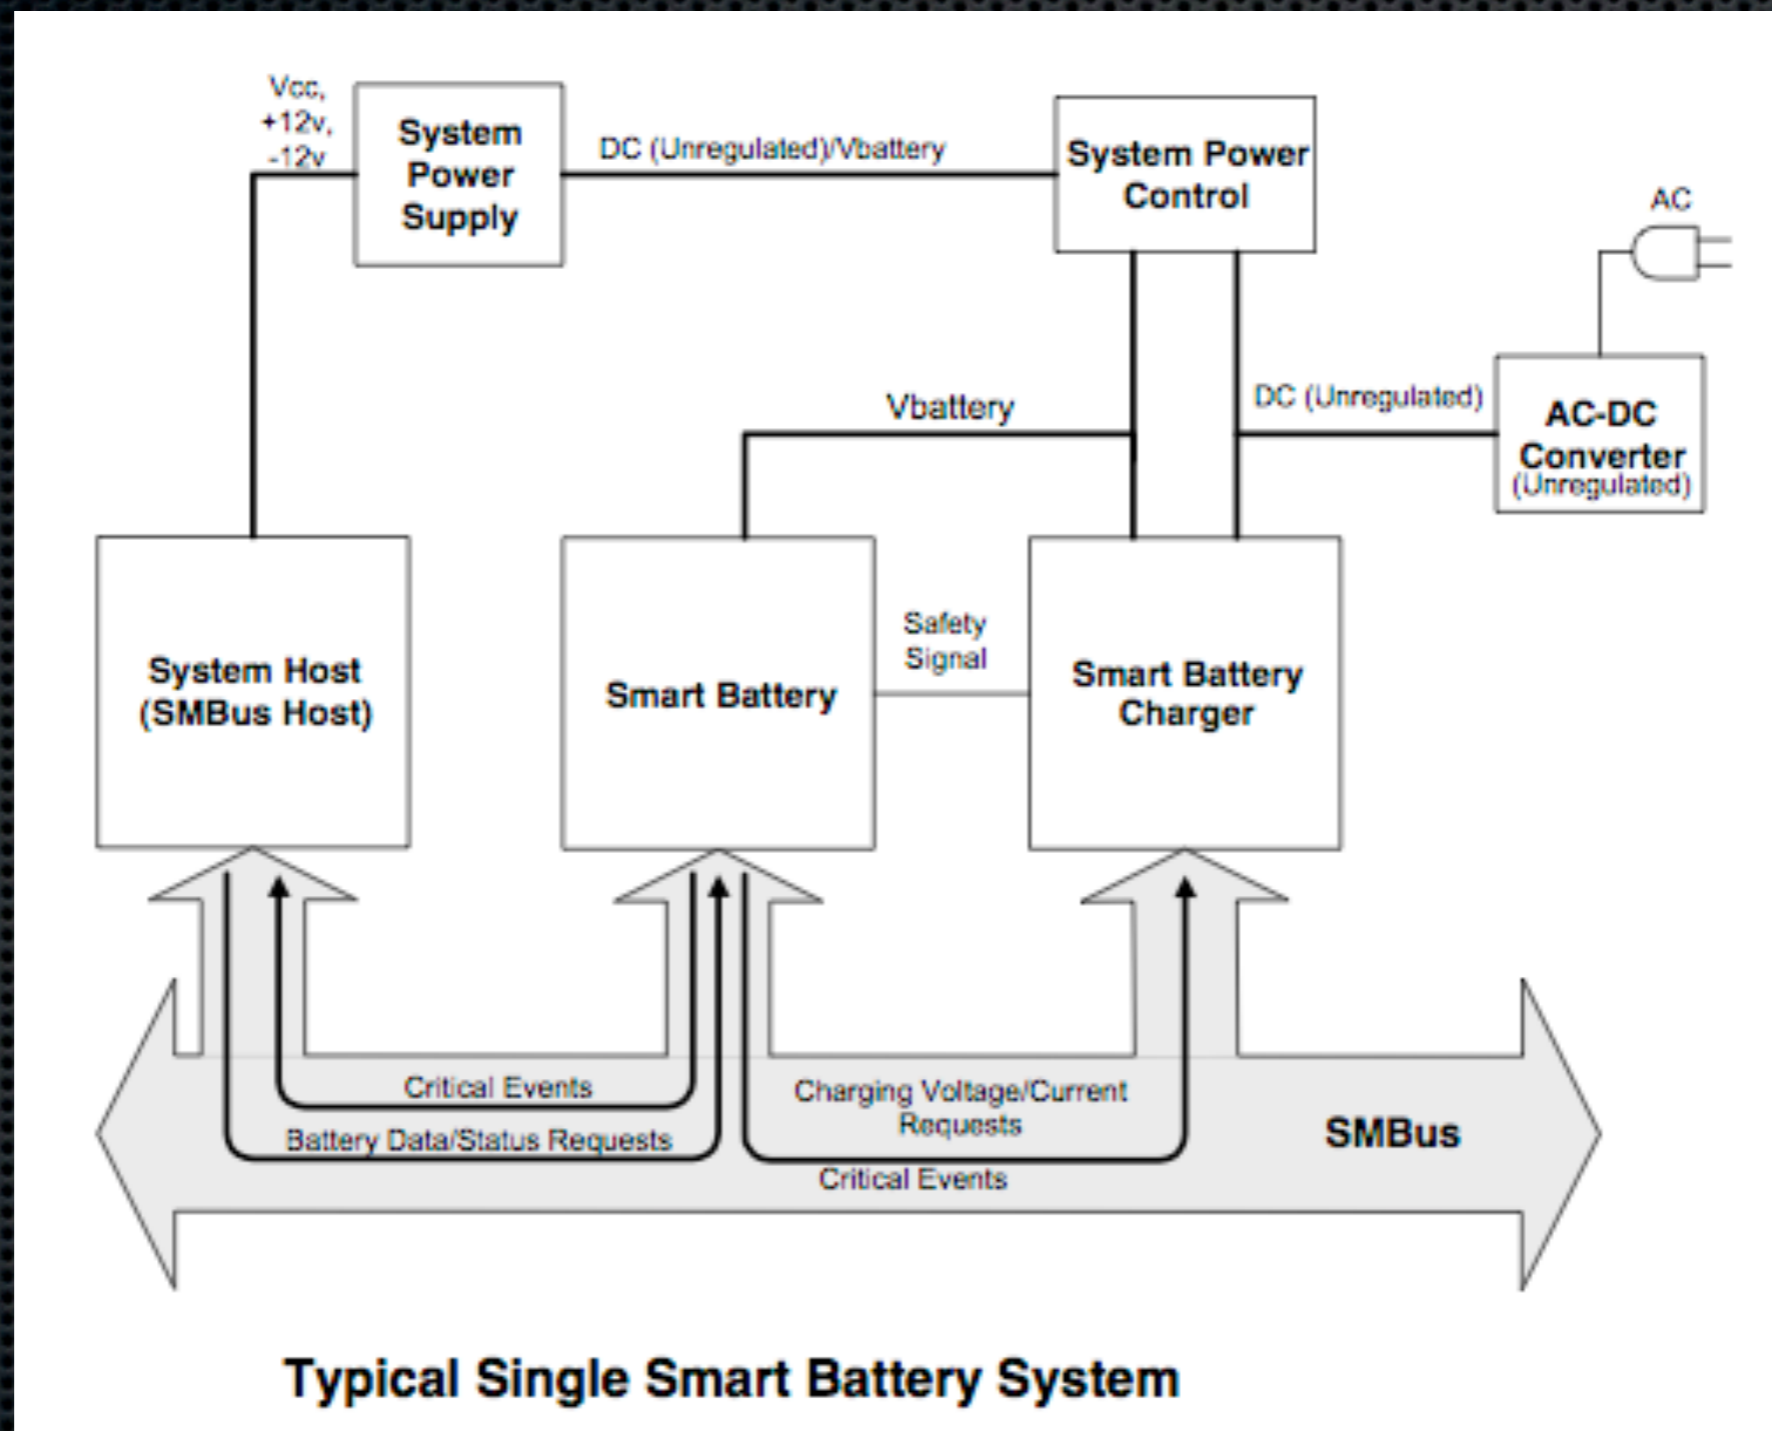 Vcc,
+12v,
-12v
System
Power
Supply
DC (Unregulated)/Vbattery
System Power
Control
AC
Vbattery
DC (Unregulated)
AC-DC
Converter
(Unregulated)
System Host
(SMBus Host)
Smart Battery
Safety
Signal
Smart Battery
Charger
Critical Events
Battery Data/Status Requests
Charging Voltage/Current
Requests
Critical Events
SMBus
Typical Single Smart Battery System